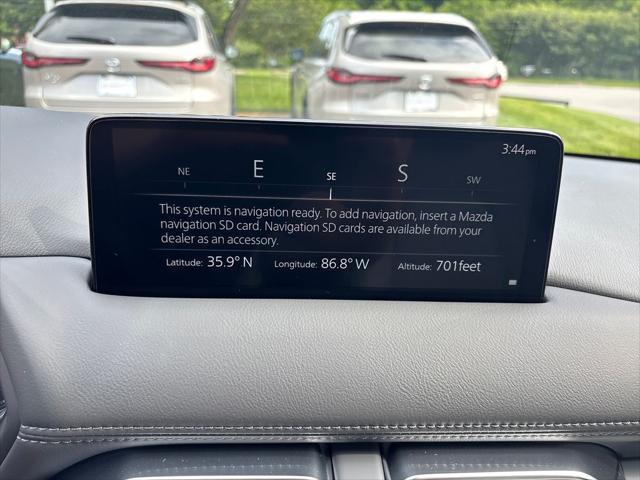 3:44pm
NE E SE S SW
This system is navigation ready. To add navigation, insert a Mazda
navigation SD card. Navigation SD cards are available from your
dealer as an accessory.
Latitude: 35.9° N Longitude: 86.8° W Altitude: 701feet